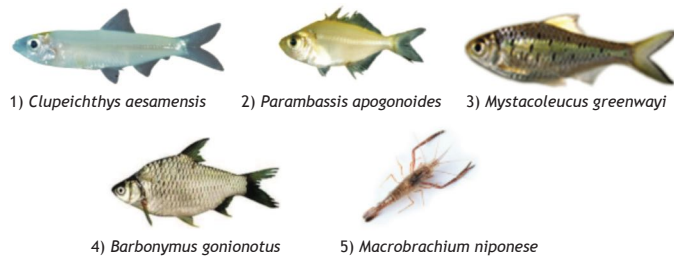 1) Clupeichthys aesamensis
2) Parambassis apogonoides
3) Mystacoleucus greenwayi
4) Barbonymus gonionotus
5) Macrobrachium niponese